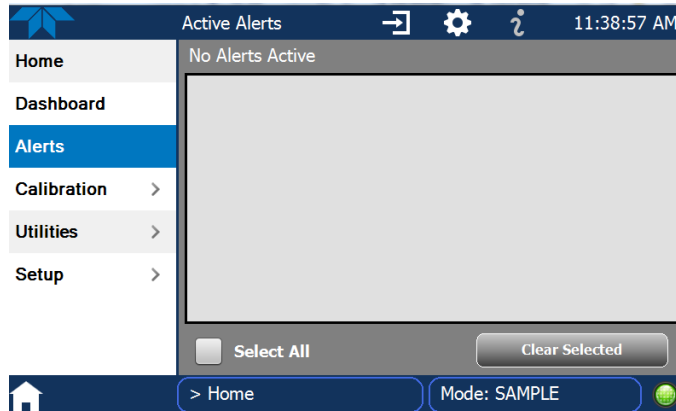 Active Alerts
11:38:57 AM
Home
Dashboard
Alerts
Calibration >
Utilities >
Setup >
No Alerts Active
Select All
Clear Selected
> Home
Mode: SAMPLE